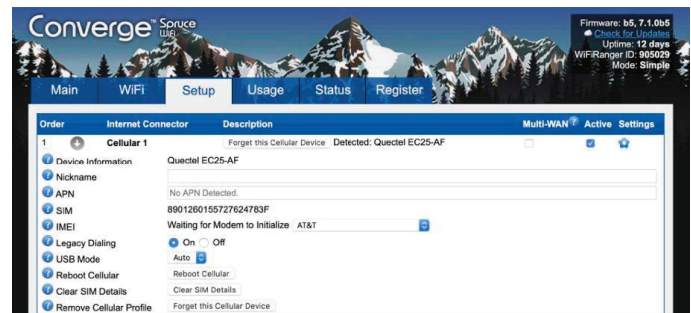 Converge™ Spruce WiFi
Firmware: b5, 7.1.0b5
Check for Updates
Uptime: 12 days
WiFiRanger ID: 905029
Mode: Simple
Main WiFi Setup Usage Status Register
Order Internet Connector Description Multi-WAN ? Active Settings
1 Cellular 1 Forget this Cellular Device Detected: Quectel EC25-AF
? Device Information Quectel EC25-AF
? Nickname
? APN No APN Detected.
? SIM 8901260155727624783F
? IMEI Waiting for Modem to Initialize AT&T
? Legacy Dialing On Off
? USB Mode Auto
? Reboot Cellular Reboot Cellular
? Clear SIM Details Clear SIM Details
? Remove Cellular Profile Forget this Cellular Device